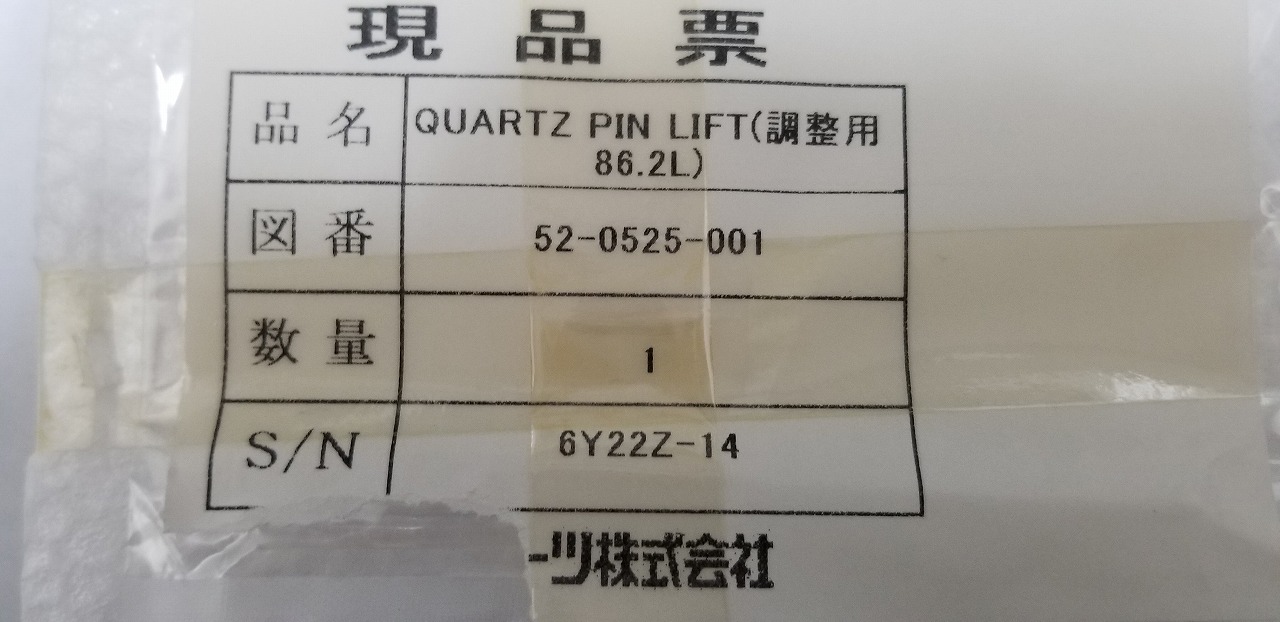 現品票
品名 QUARTZ PIN LIFT(調整用
86.2L)
図番 52-0525-001
数量 1
S/N 6Y22Z-14
ーツ株式会社